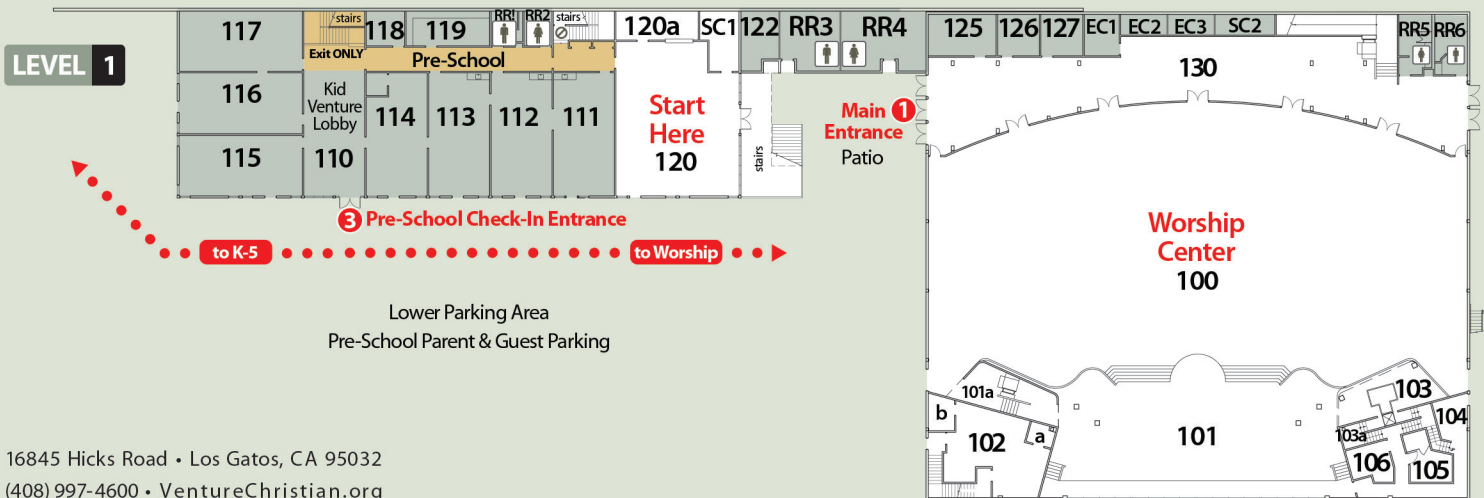 LEVEL 1
117
stairs
Exit ONLY
118
119
RR!
RR2
stairs
120a
SC1
122
RR3
RR4
125
126
127
EC1
EC2
EC3
SC2
RR5
RR6
Pre-School
130
116
Kid
Venture
Lobby
110
115
114
113
112
111
Start
Here
120
stairs
Main 1
Entrance
Patio
3 Pre-School Check-In Entrance
to K-5
to Worship
Worship
Center
100
Lower Parking Area
Pre-School Parent & Guest Parking
101a
b
102
a
101
103
103a
104
106
105
16845 Hicks Road • Los Gatos, CA 95032
(408) 997-4600 • VentureChristian.org